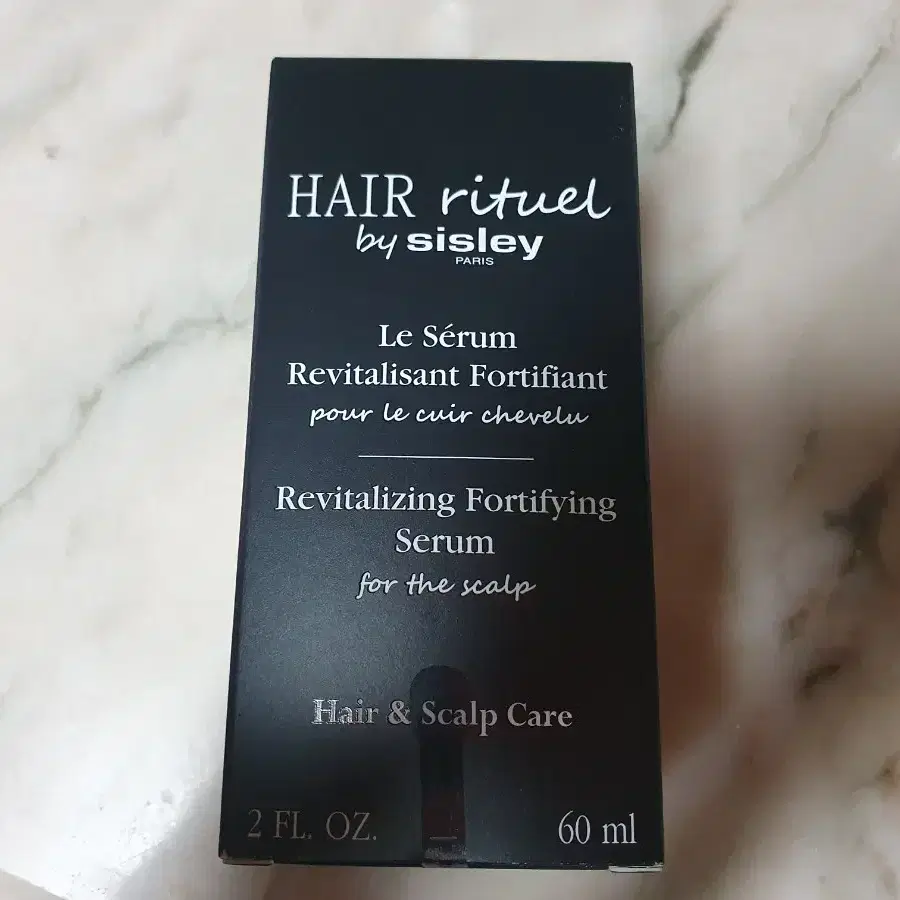 HAIR rituel
by sisley
PARIS
Le Sérum
Revitalisant Fortifiant
pour le cuir chevelu
Revitalizing Fortifying
Serum
for the scalp
Hair & Scalp Care
2 FL. OZ. 60 ml